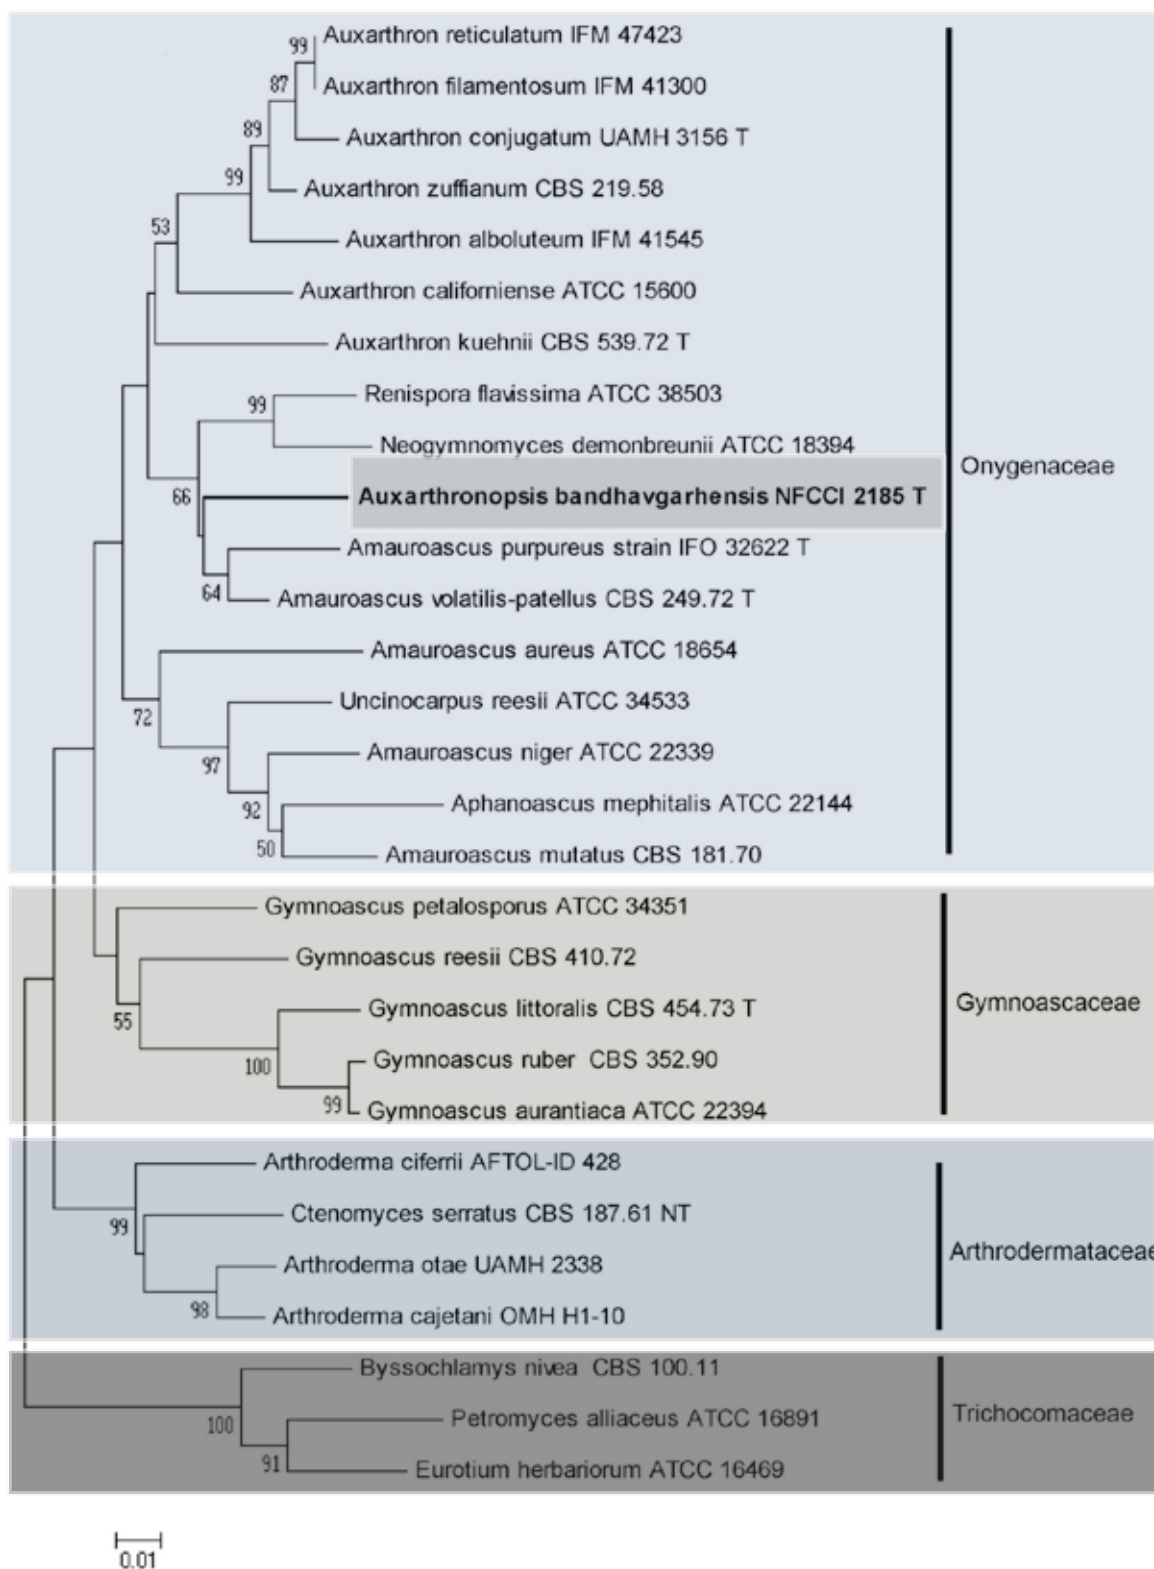 99
Auxarthron reticulatum IFM 47423
87
Auxarthron filamentosum IFM 41300
89
Auxarthron conjugatum UAMH 3156 T
99
Auxarthron zuffianum CBS 219.58
53
Auxarthron alboluteum IFM 41545
Auxarthron californiense ATCC 15600
Auxarthron kuehnii CBS 539.72 T
99
Renispora flavissima ATCC 38503
Neogymnomyces demonbreunii ATCC 18394
Onygenaceae
66
Auxarthronopsis bandhavgarhensis NFCCI 2185 T
Amauroascus purpureus strain IFO 32622 T
64
Amauroascus volatilis-patellus CBS 249.72 T
Amauroascus aureus ATCC 18654
72
Uncinocarpus reesii ATCC 34533
97
Amauroascus niger ATCC 22339
92
Aphanoascus mephitalis ATCC 22144
50
Amauroascus mutatus CBS 181.70
Gymnoascus petalosporus ATCC 34351
Gymnoascus reesii CBS 410.72
55
Gymnoascus littoralis CBS 454.73 T
Gymnoascaceae
100
Gymnoascus ruber CBS 352.90
99
Gymnoascus aurantiaca ATCC 22394
Arthroderma ciferrii AFTOL-ID 428
99
Ctenomyces serratus CBS 187.61 NT
Arthrodermataceae
Arthroderma otae UAMH 2338
98
Arthroderma cajetani OMH H1-10
Byssochlamys nivea CBS 100.11
100
Petromyces alliaceus ATCC 16891
Trichocomaceae
91
Eurotium herbariorum ATCC 16469
0.01